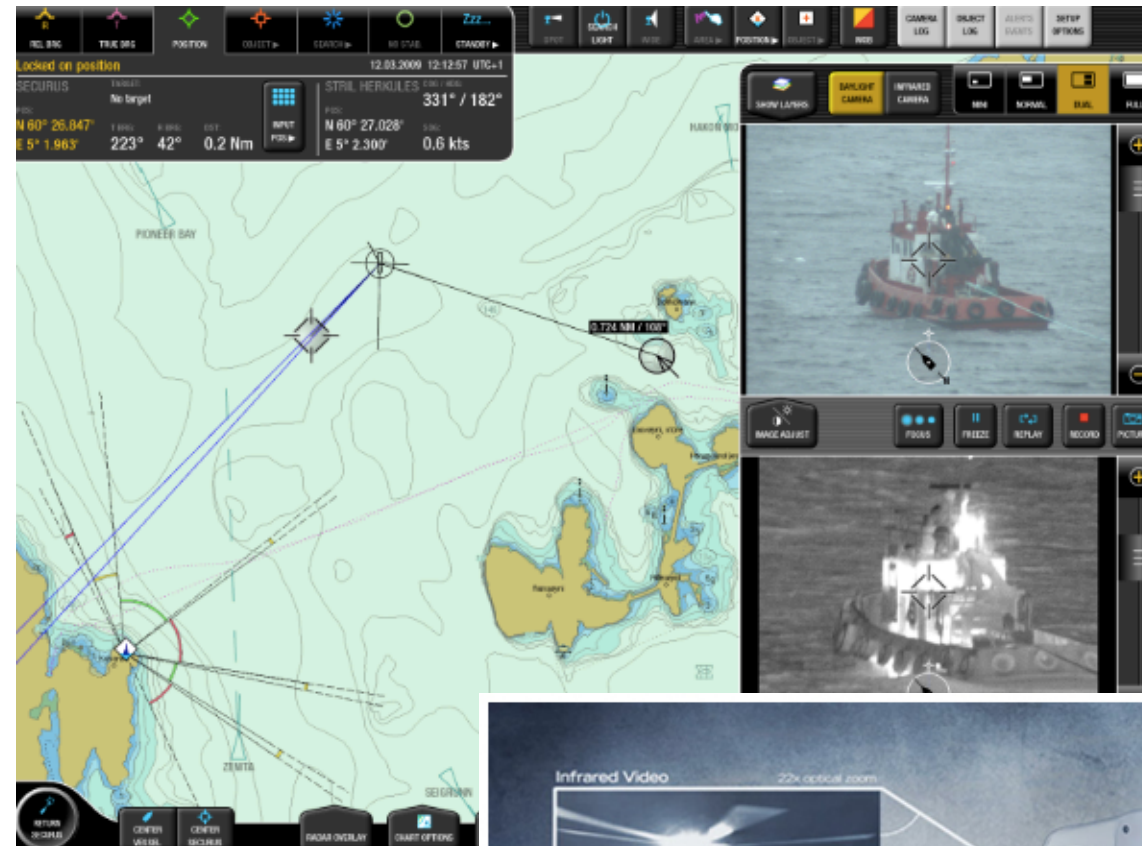 REL BRG
TRUE BRG
POSITION
OBJECT
SEARCH
NO STAB.
Zzz...
STANDBY
SPOT
SEARCH LIGHT
WIDE
AREA
POSITION
OBJECT
CAMERA LOG
OBJECT LOG
ALERTS EVENTS
SETUP OPTIONS
Locked on position
12.03.2009 12:12:57 UTC+1
SECURUS
TARGET:
No target
POS:
N 60° 26.847'
E 5° 1.963'
T BRG:
223°
R BRG:
42°
DST:
0.2 Nm
INPUT POS
STRIL HERKULES
COG / HDG:
331° / 182°
POS:
N 60° 27.028'
E 5° 2.300'
SOG:
0.6 kts
SHOW LAYERS
DAYLIGHT CAMERA
INFRARED CAMERA
MINI
NORMAL
DUAL
PIONEER BAY
0.724 NM / 108°
IMAGE ADJUST
FOCUS
FREEZE
REPLAY
RECORD
ZENITA
RETURN SECURUS
CENTER VESSEL
CENTER SECURUS
RADAR OVERLAY
CHART OPTIONS
Infrared Video
22x optical zoom